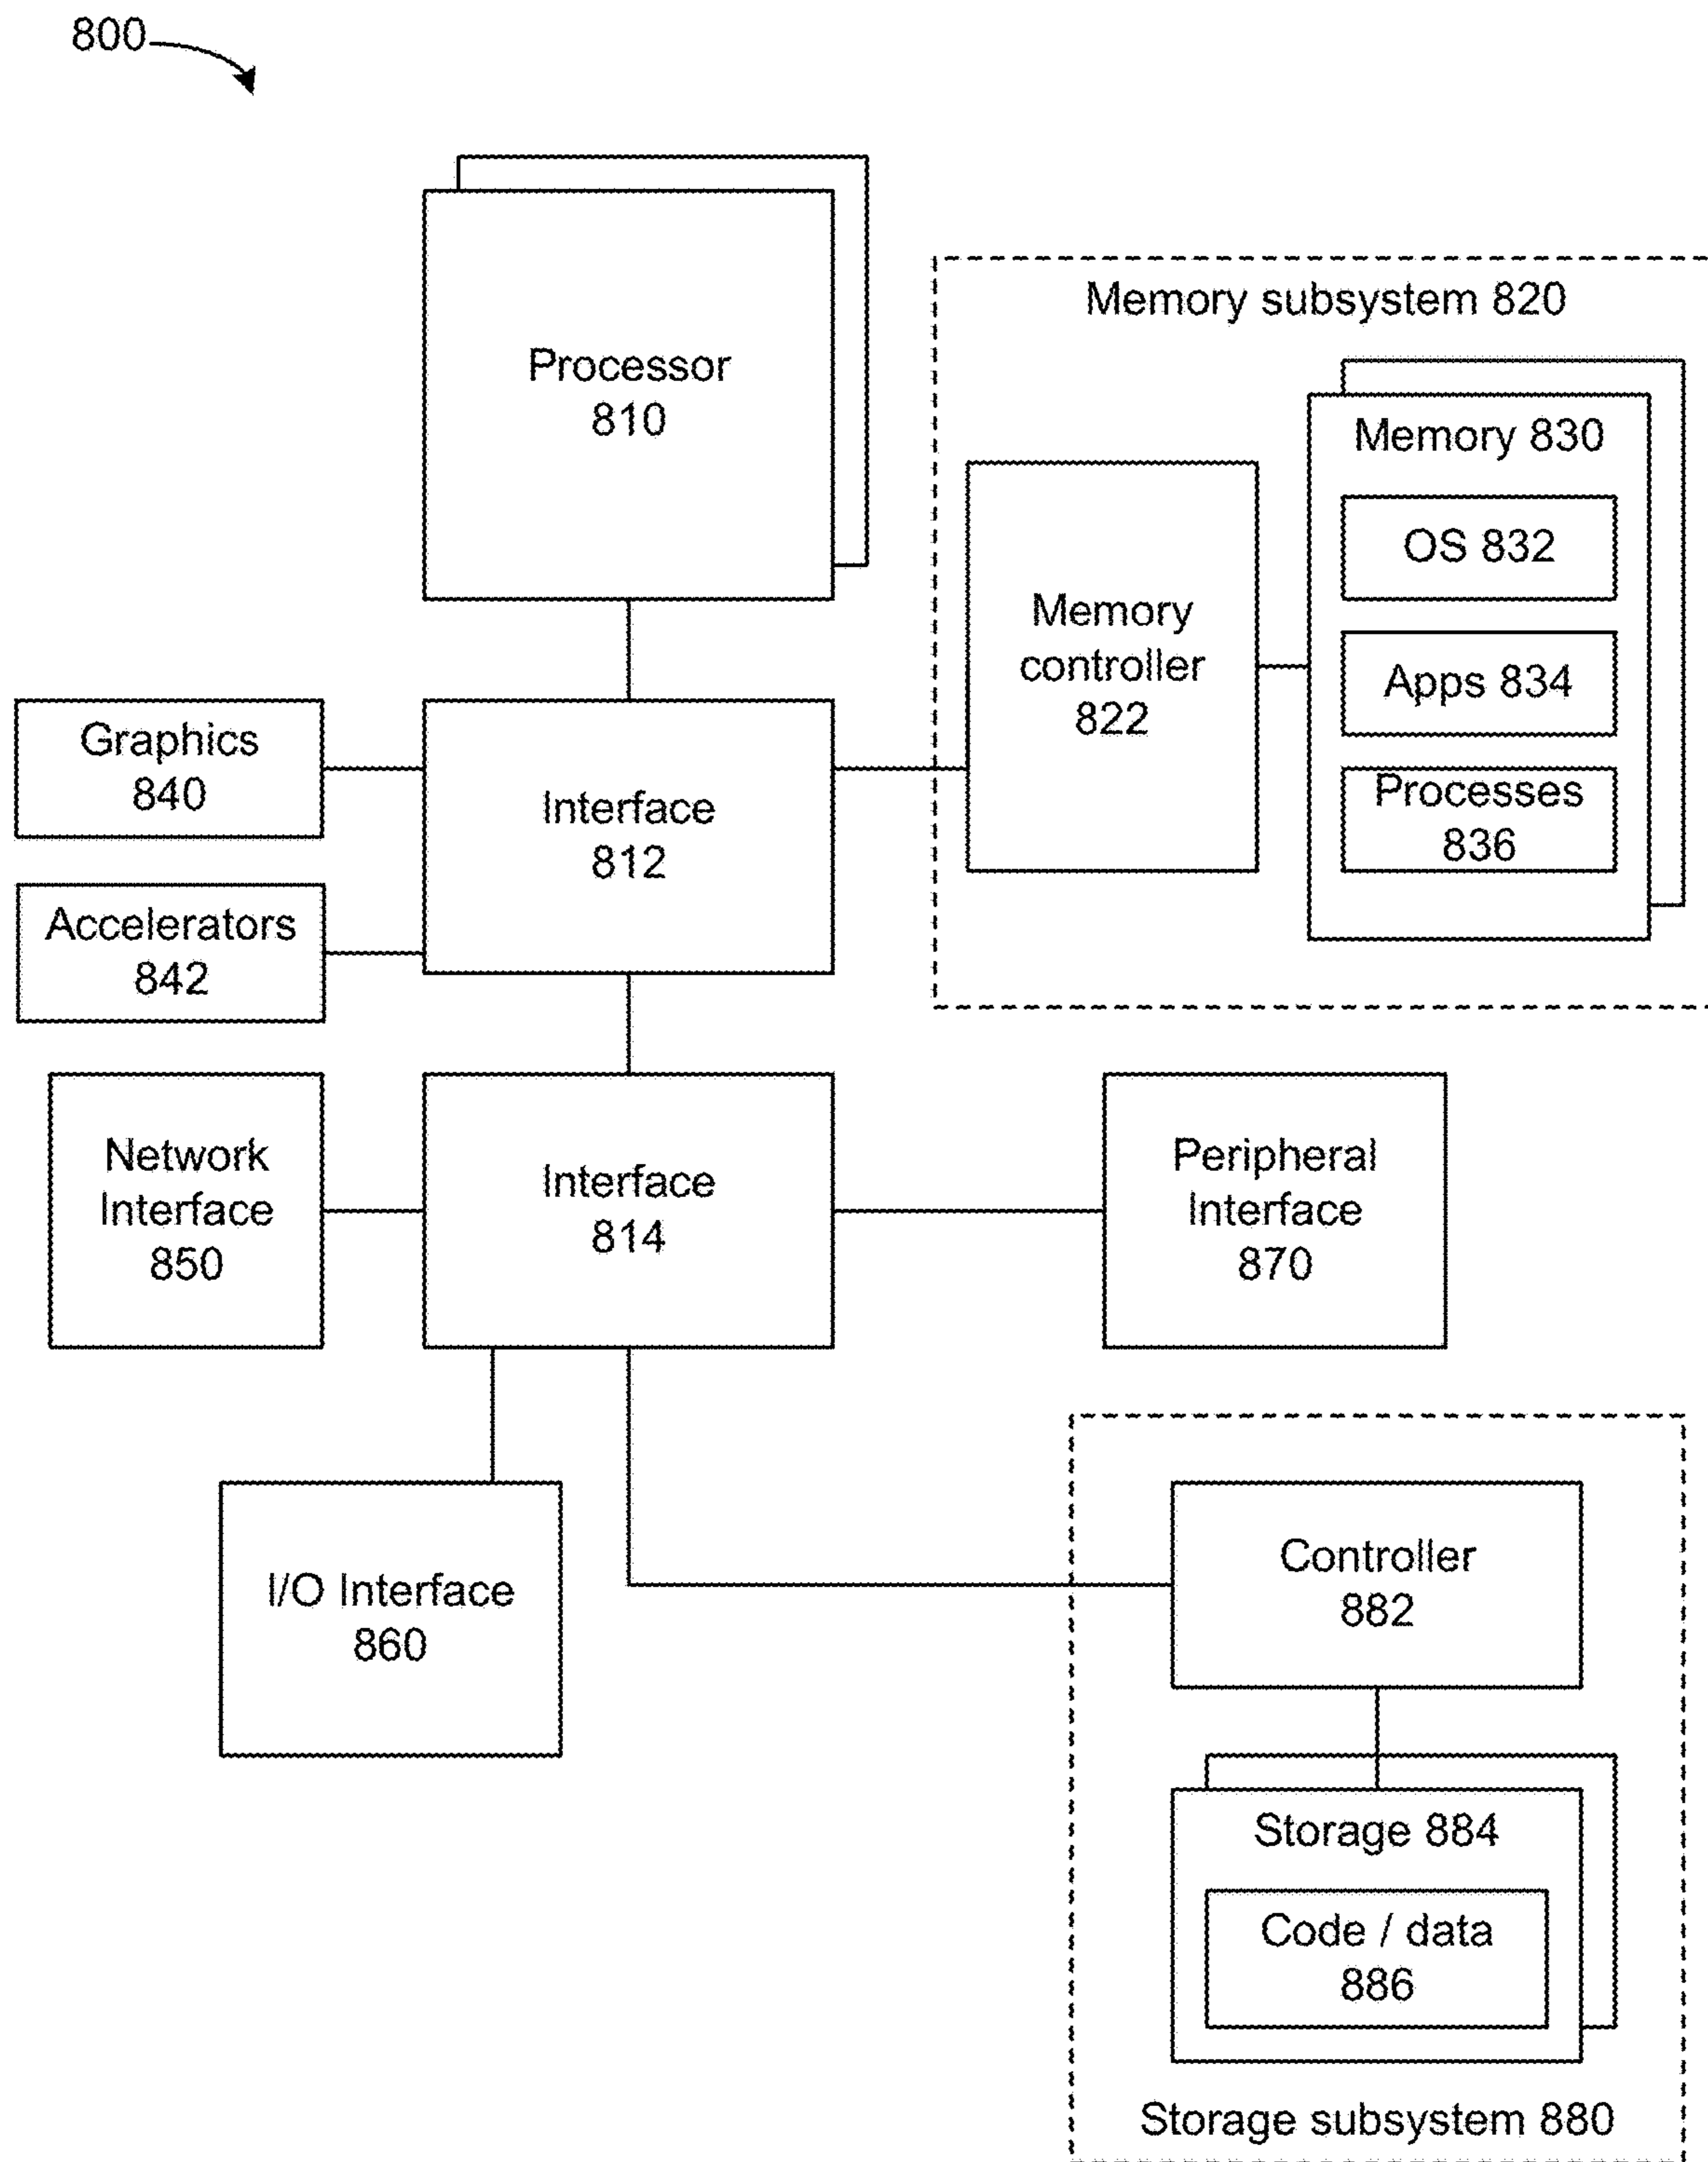 800
Processor
810
Memory subsystem 820
Memory 830
OS 832
Apps 834
Processes
836
Memory
controller
822
Graphics
840
Interface
812
Accelerators
842
Network
Interface
850
Interface
814
Peripheral
Interface
870
I/O Interface
860
Controller
882
Storage 884
Code / data
886
Storage subsystem 880